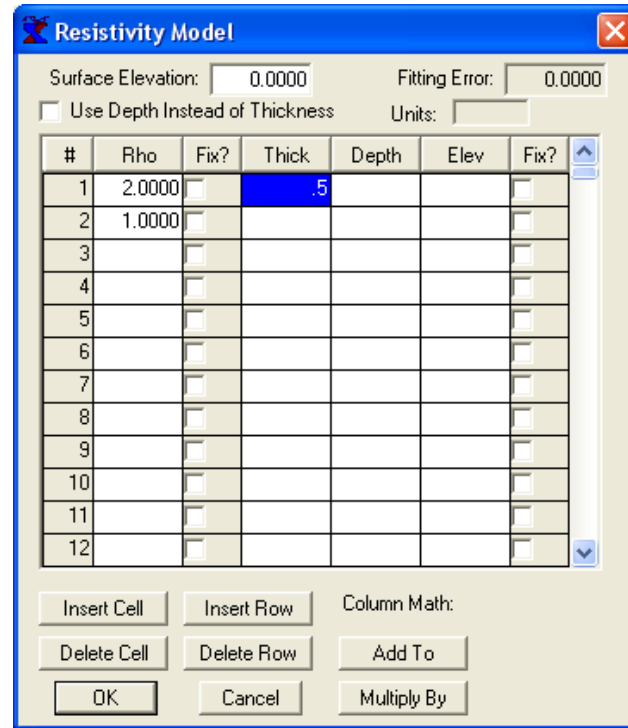 Resistivity Model
Surface Elevation: 0.0000 Fitting Error: 0.0000
Use Depth Instead of Thickness Units:
# Rho Fix? Thick Depth Elev Fix?
1 2.0000 .5
2 1.0000
3
4
5
6
7
8
9
10
11
12
Insert Cell Insert Row Column Math:
Delete Cell Delete Row Add To
OK Cancel Multiply By